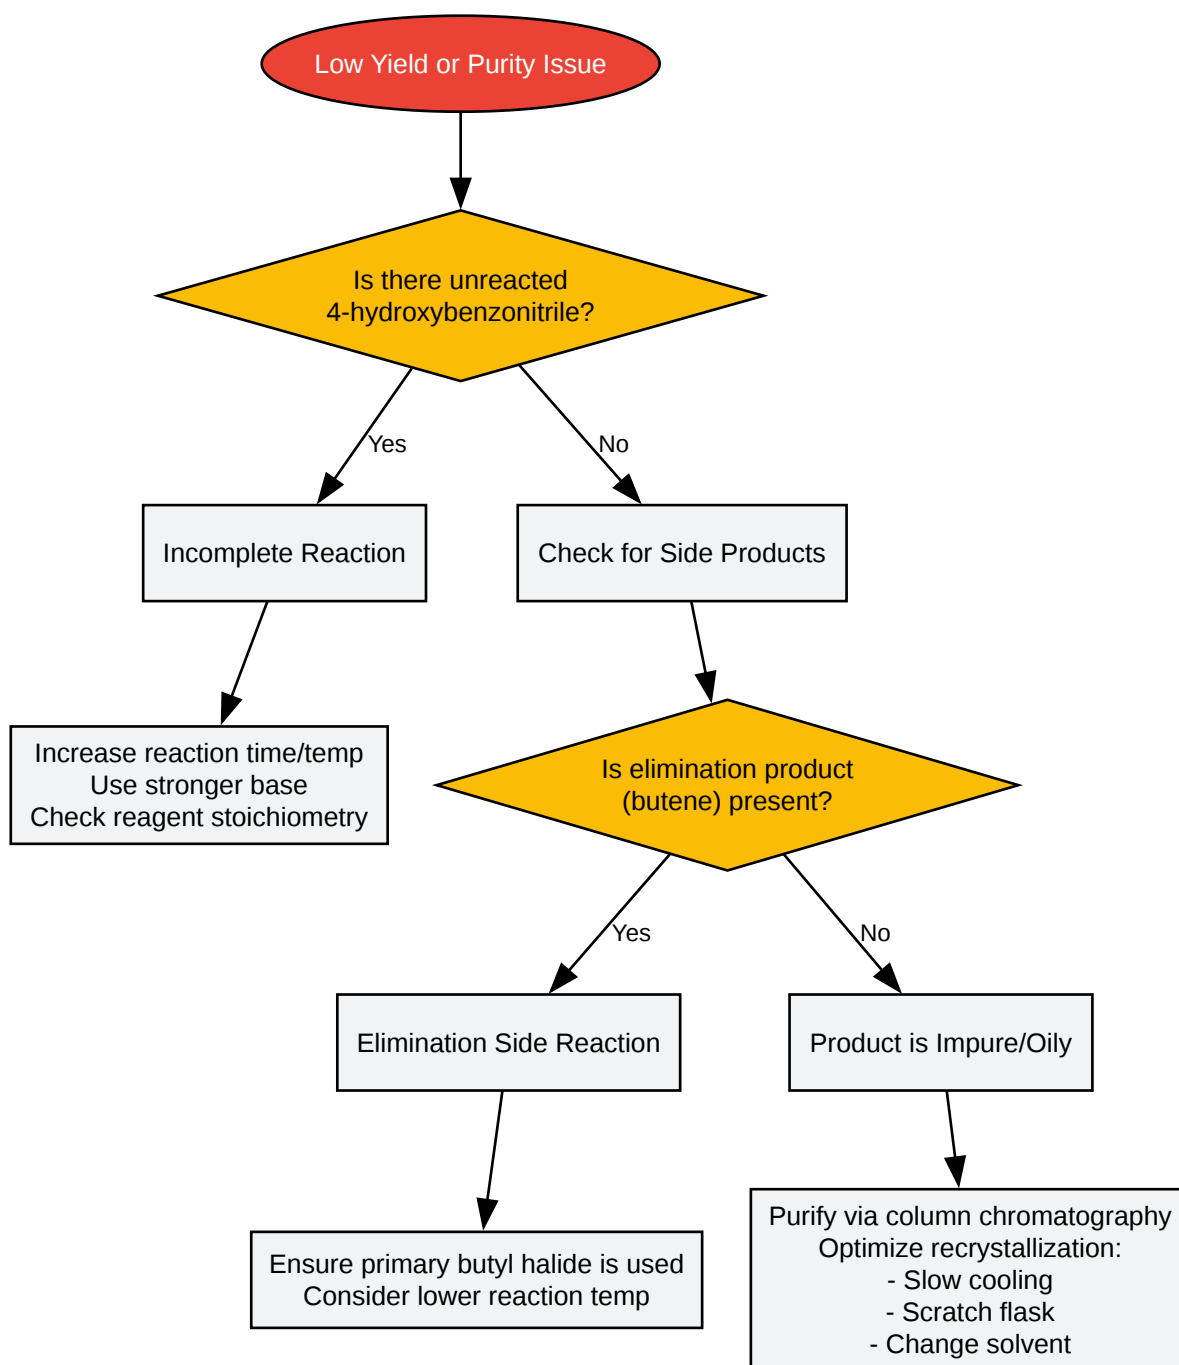 Low Yield or Purity Issue
Is there unreacted
4-hydroxybenzonitrile?
Yes
No
Incomplete Reaction
Check for Side Products
Increase reaction time/temp
Use stronger base
Check reagent stoichiometry
Is elimination product
(butene) present?
Yes
No
Elimination Side Reaction
Product is Impure/Oily
Ensure primary butyl halide is used
Consider lower reaction temp
Purify via column chromatography
Optimize recrystallization:
- Slow cooling
- Scratch flask
- Change solvent